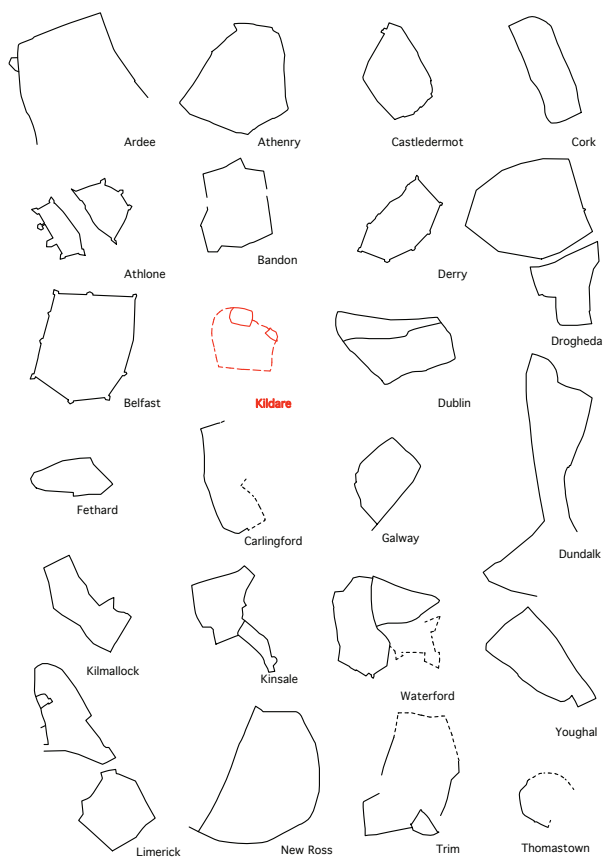 Ardee
Athenry
Castledermot
Cork
Athlone
Bandon
Derry
Drogheda
Belfast
Kildare
Dublin
Fethard
Carlingford
Galway
Dundalk
Kilmallock
Kinsale
Waterford
Youghal
Limerick
New Ross
Trim
Thomastown